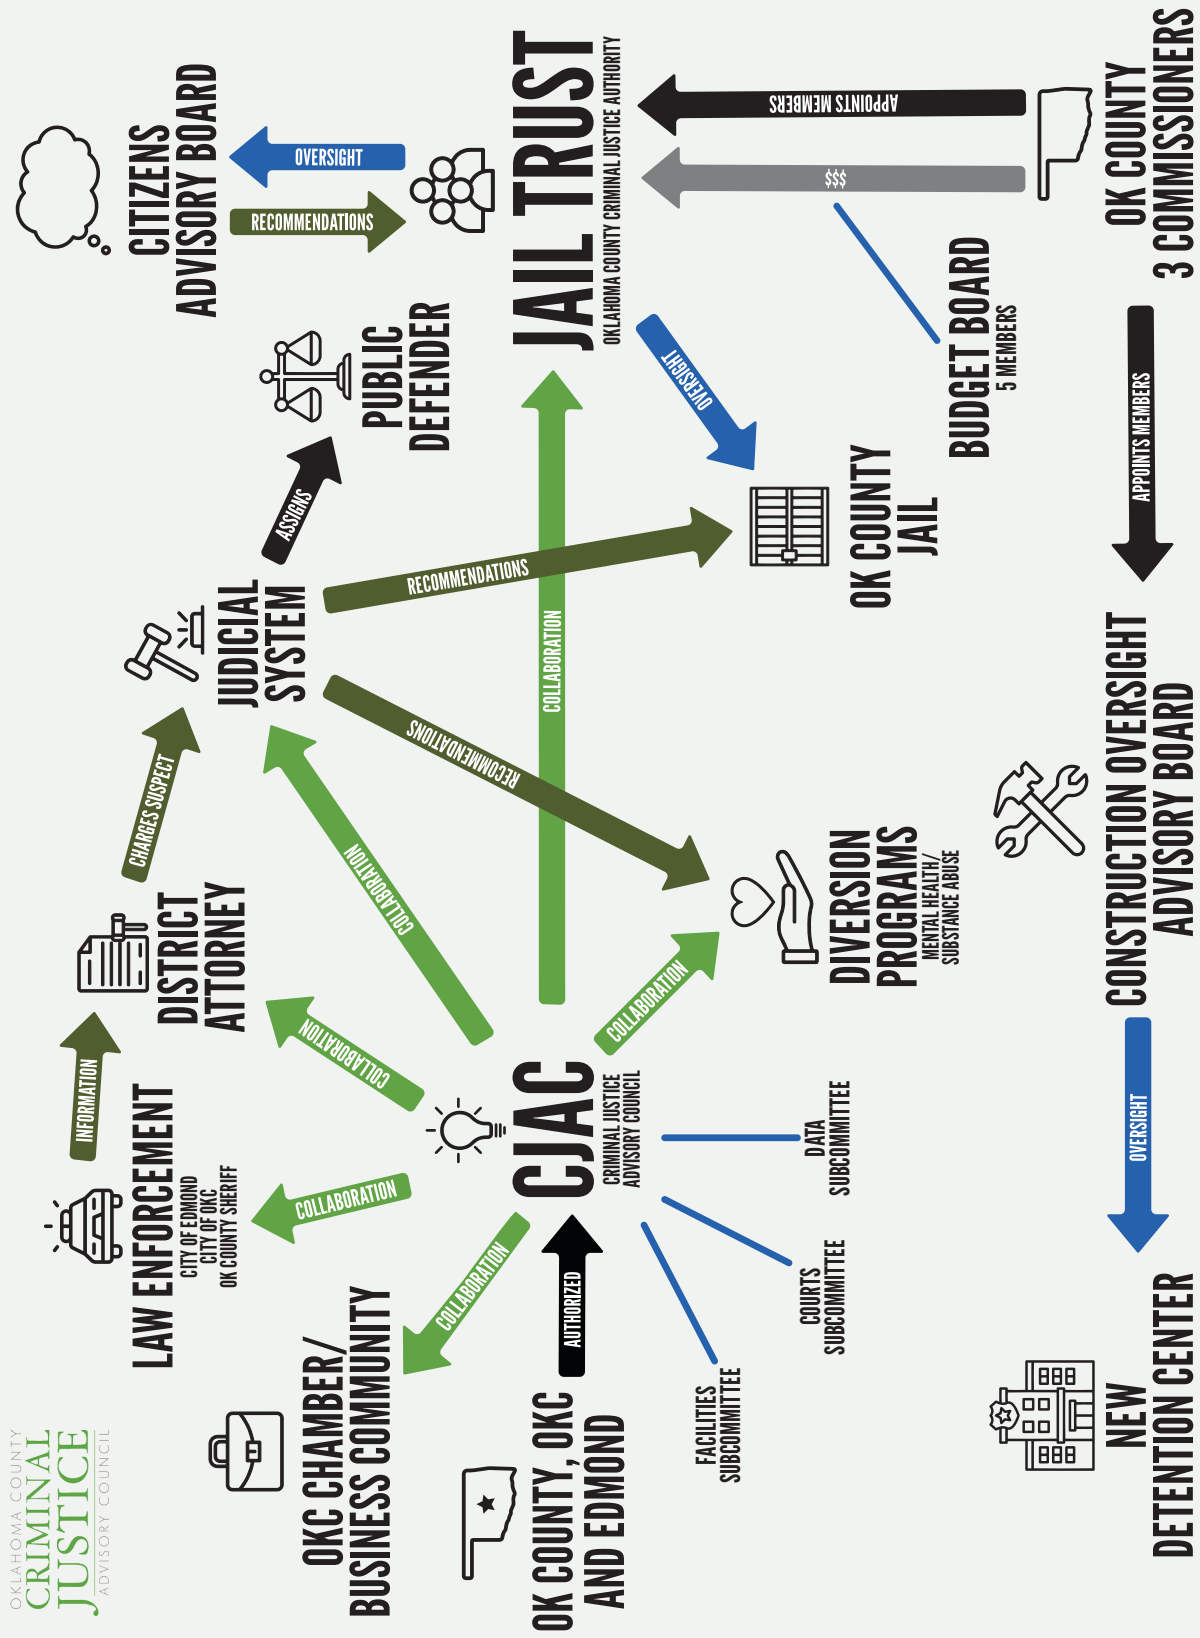 OKLAHOMA COUNTY
CRIMINAL
JUSTICE
ADVISORY COUNCIL
LAW ENFORCEMENT
CITY OF EDMOND
CITY OF OKC
OK COUNTY SHERIFF
INFORMATION
DISTRICT
ATTORNEY
CHARGES SUSPECT
JUDICIAL
SYSTEM
ASSIGNS
PUBLIC
DEFENDER
CITIZENS
ADVISORY BOARD
RECOMMENDATIONS
OVERSIGHT
OKC CHAMBER/
BUSINESS COMMUNITY
COLLABORATION
COLLABORATION
COLLABORATION
COLLABORATION
RECOMMENDATIONS
RECOMMENDATIONS
OK COUNTY, OKC
AND EDMOND
AUTHORIZED
CJAC
CRIMINAL JUSTICE
ADVISORY COUNCIL
COLLABORATION
JAIL TRUST
OKLAHOMA COUNTY CRIMINAL JUSTICE AUTHORITY
COLLABORATION
OVERSIGHT
$$$
APPOINTS MEMBERS
FACILITIES
SUBCOMMITTEE
COURTS
SUBCOMMITTEE
DATA
SUBCOMMITTEE
DIVERSION
PROGRAMS
MENTAL HEALTH/
SUBSTANCE ABUSE
OK COUNTY
JAIL
BUDGET BOARD
5 MEMBERS
NEW
DETENTION CENTER
OVERSIGHT
CONSTRUCTION OVERSIGHT
ADVISORY BOARD
APPOINTS MEMBERS
OK COUNTY
3 COMMISSIONERS